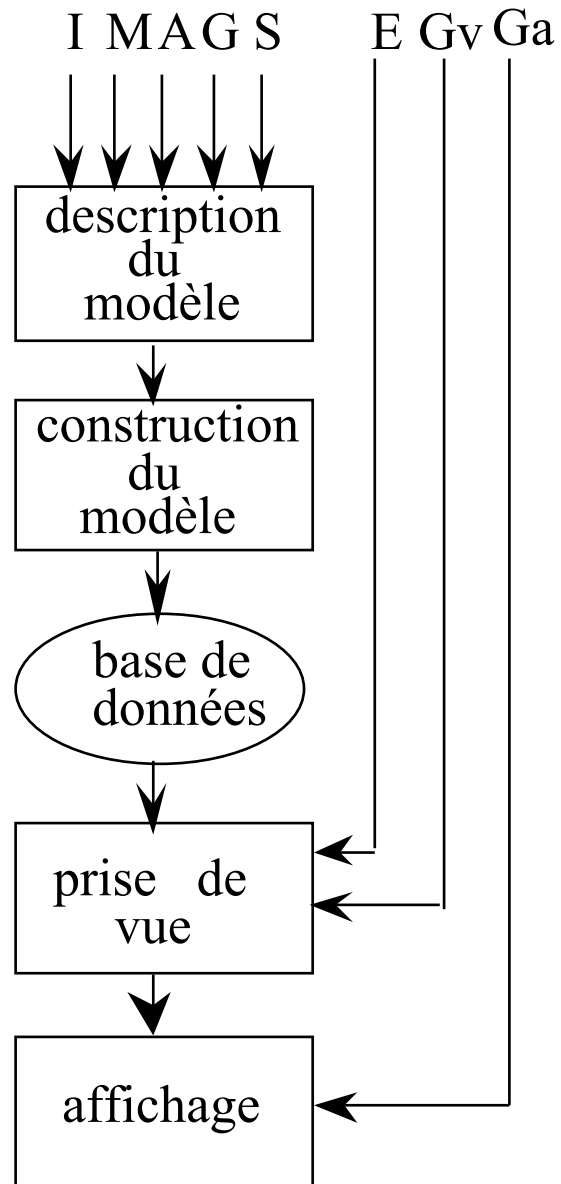 I M A G S E Gv Ga
description
du
modèle
construction
du
modèle
base de
données
prise de
vue
affichage